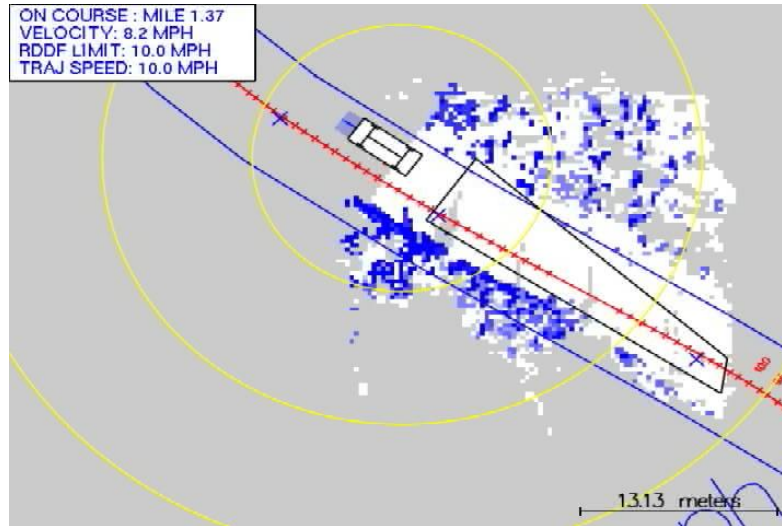 ON COURSE : MILE 1.37
VELOCITY: 8.2 MPH
RDDF LIMIT: 10.0 MPH
TRAJ SPEED: 10.0 MPH
13.13 meters